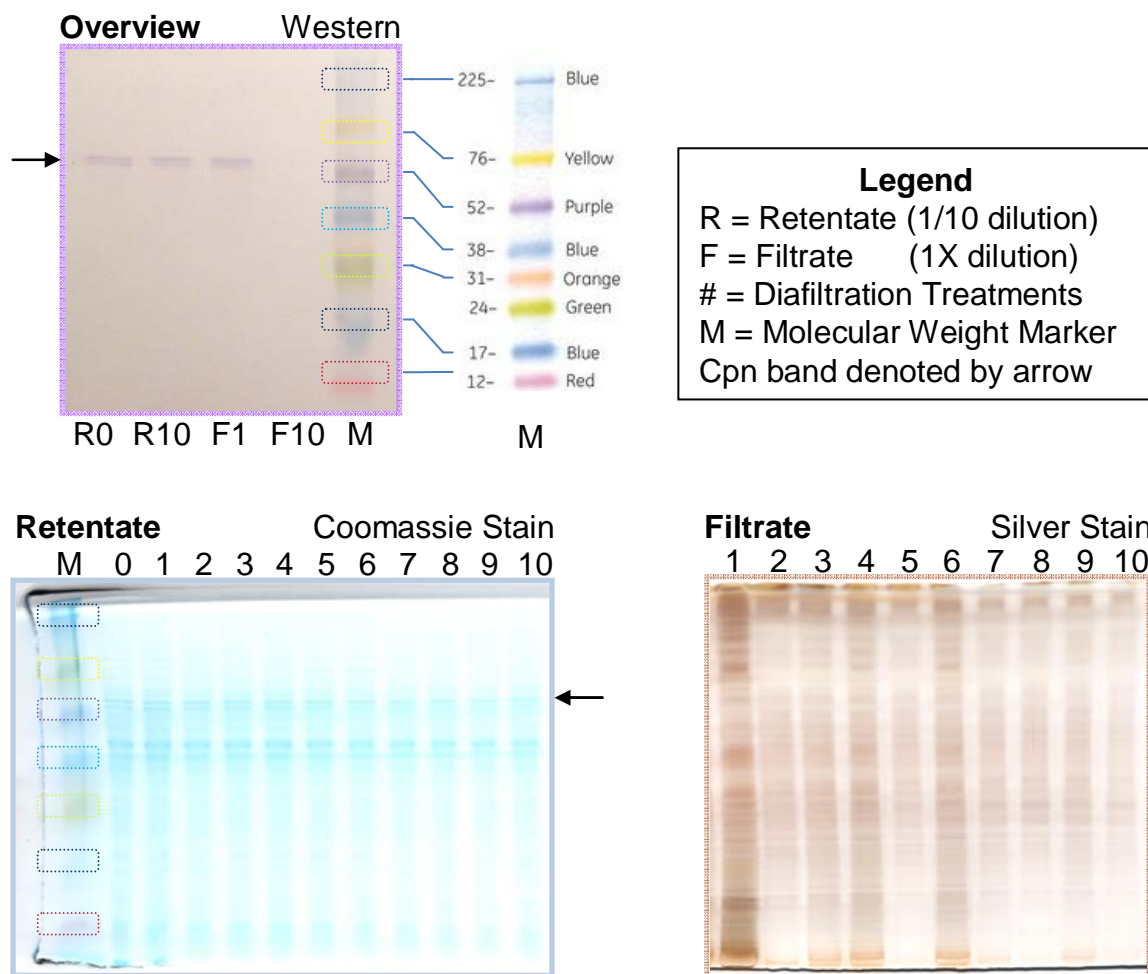 Overview Western
225- Blue
76- Yellow
52- Purple
38- Blue
31- Orange
24- Green
17- Blue
12- Red
R0 R10 F1 F10 M
M
Legend
R = Retentate (1/10 dilution)
F = Filtrate (1X dilution)
# = Diafiltration Treatments
M = Molecular Weight Marker
Cpn band denoted by arrow
Retentate Coomassie Stain
M 0 1 2 3 4 5 6 7 8 9 10
Filtrate Silver Stain
1 2 3 4 5 6 7 8 9 10